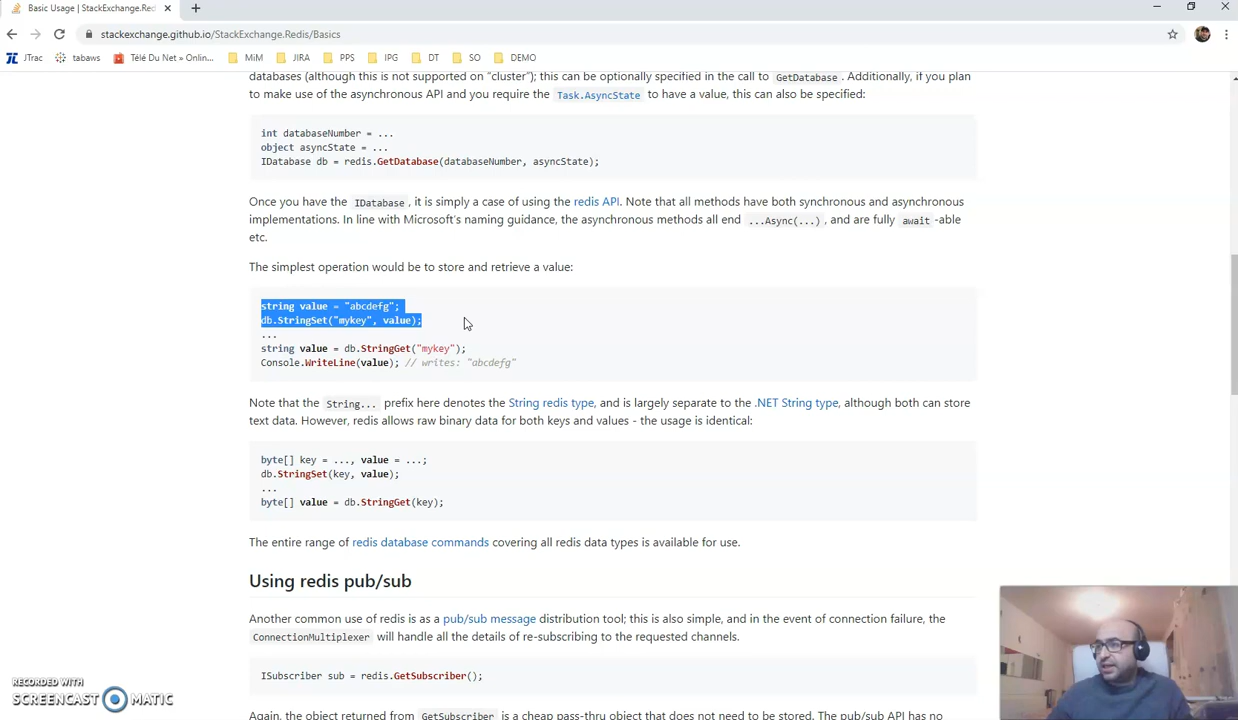 Basic Usage | StackExchange.Red
stackexchange.github.io/StackExchange.Redis/Basics
JTrac tabaws Télé Du Net » Onlin... MiM JIRA PPS IPG DT SO DEMO
databases (although this is not supported on "cluster"); this can be optionally specified in the call to GetDatabase . Additionally, if you plan
to make use of the asynchronous API and you require the Task.AsyncState to have a value, this can also be specified:
int databaseNumber = ...
object asyncState = ...
IDatabase db = redis.GetDatabase(databaseNumber, asyncState);
Once you have the IDatabase , it is simply a case of using the redis API. Note that all methods have both synchronous and asynchronous
implementations. In line with Microsoft's naming guidance, the asynchronous methods all end ...Async(...) , and are fully await -able
etc.
The simplest operation would be to store and retrieve a value:
string value = "abcdefg";
db.StringSet("mykey", value);
...
string value = db.StringGet("mykey");
Console.WriteLine(value); // writes: "abcdefg"
Note that the String... prefix here denotes the String redis type, and is largely separate to the .NET String type, although both can store
text data. However, redis allows raw binary data for both keys and values - the usage is identical:
byte[] key = ..., value = ...;
db.StringSet(key, value);
...
byte[] value = db.StringGet(key);
The entire range of redis database commands covering all redis data types is available for use.
Using redis pub/sub
Another common use of redis is as a pub/sub message distribution tool; this is also simple, and in the event of connection failure, the
ConnectionMultiplexer will handle all the details of re-subscribing to the requested channels.
ISubscriber sub = redis.GetSubscriber();
Again, the object returned from GetSubscriber is a cheap pass-thru object that does not need to be stored. The pub/sub API has no
RECORDED WITH
SCREENCAST MATIC